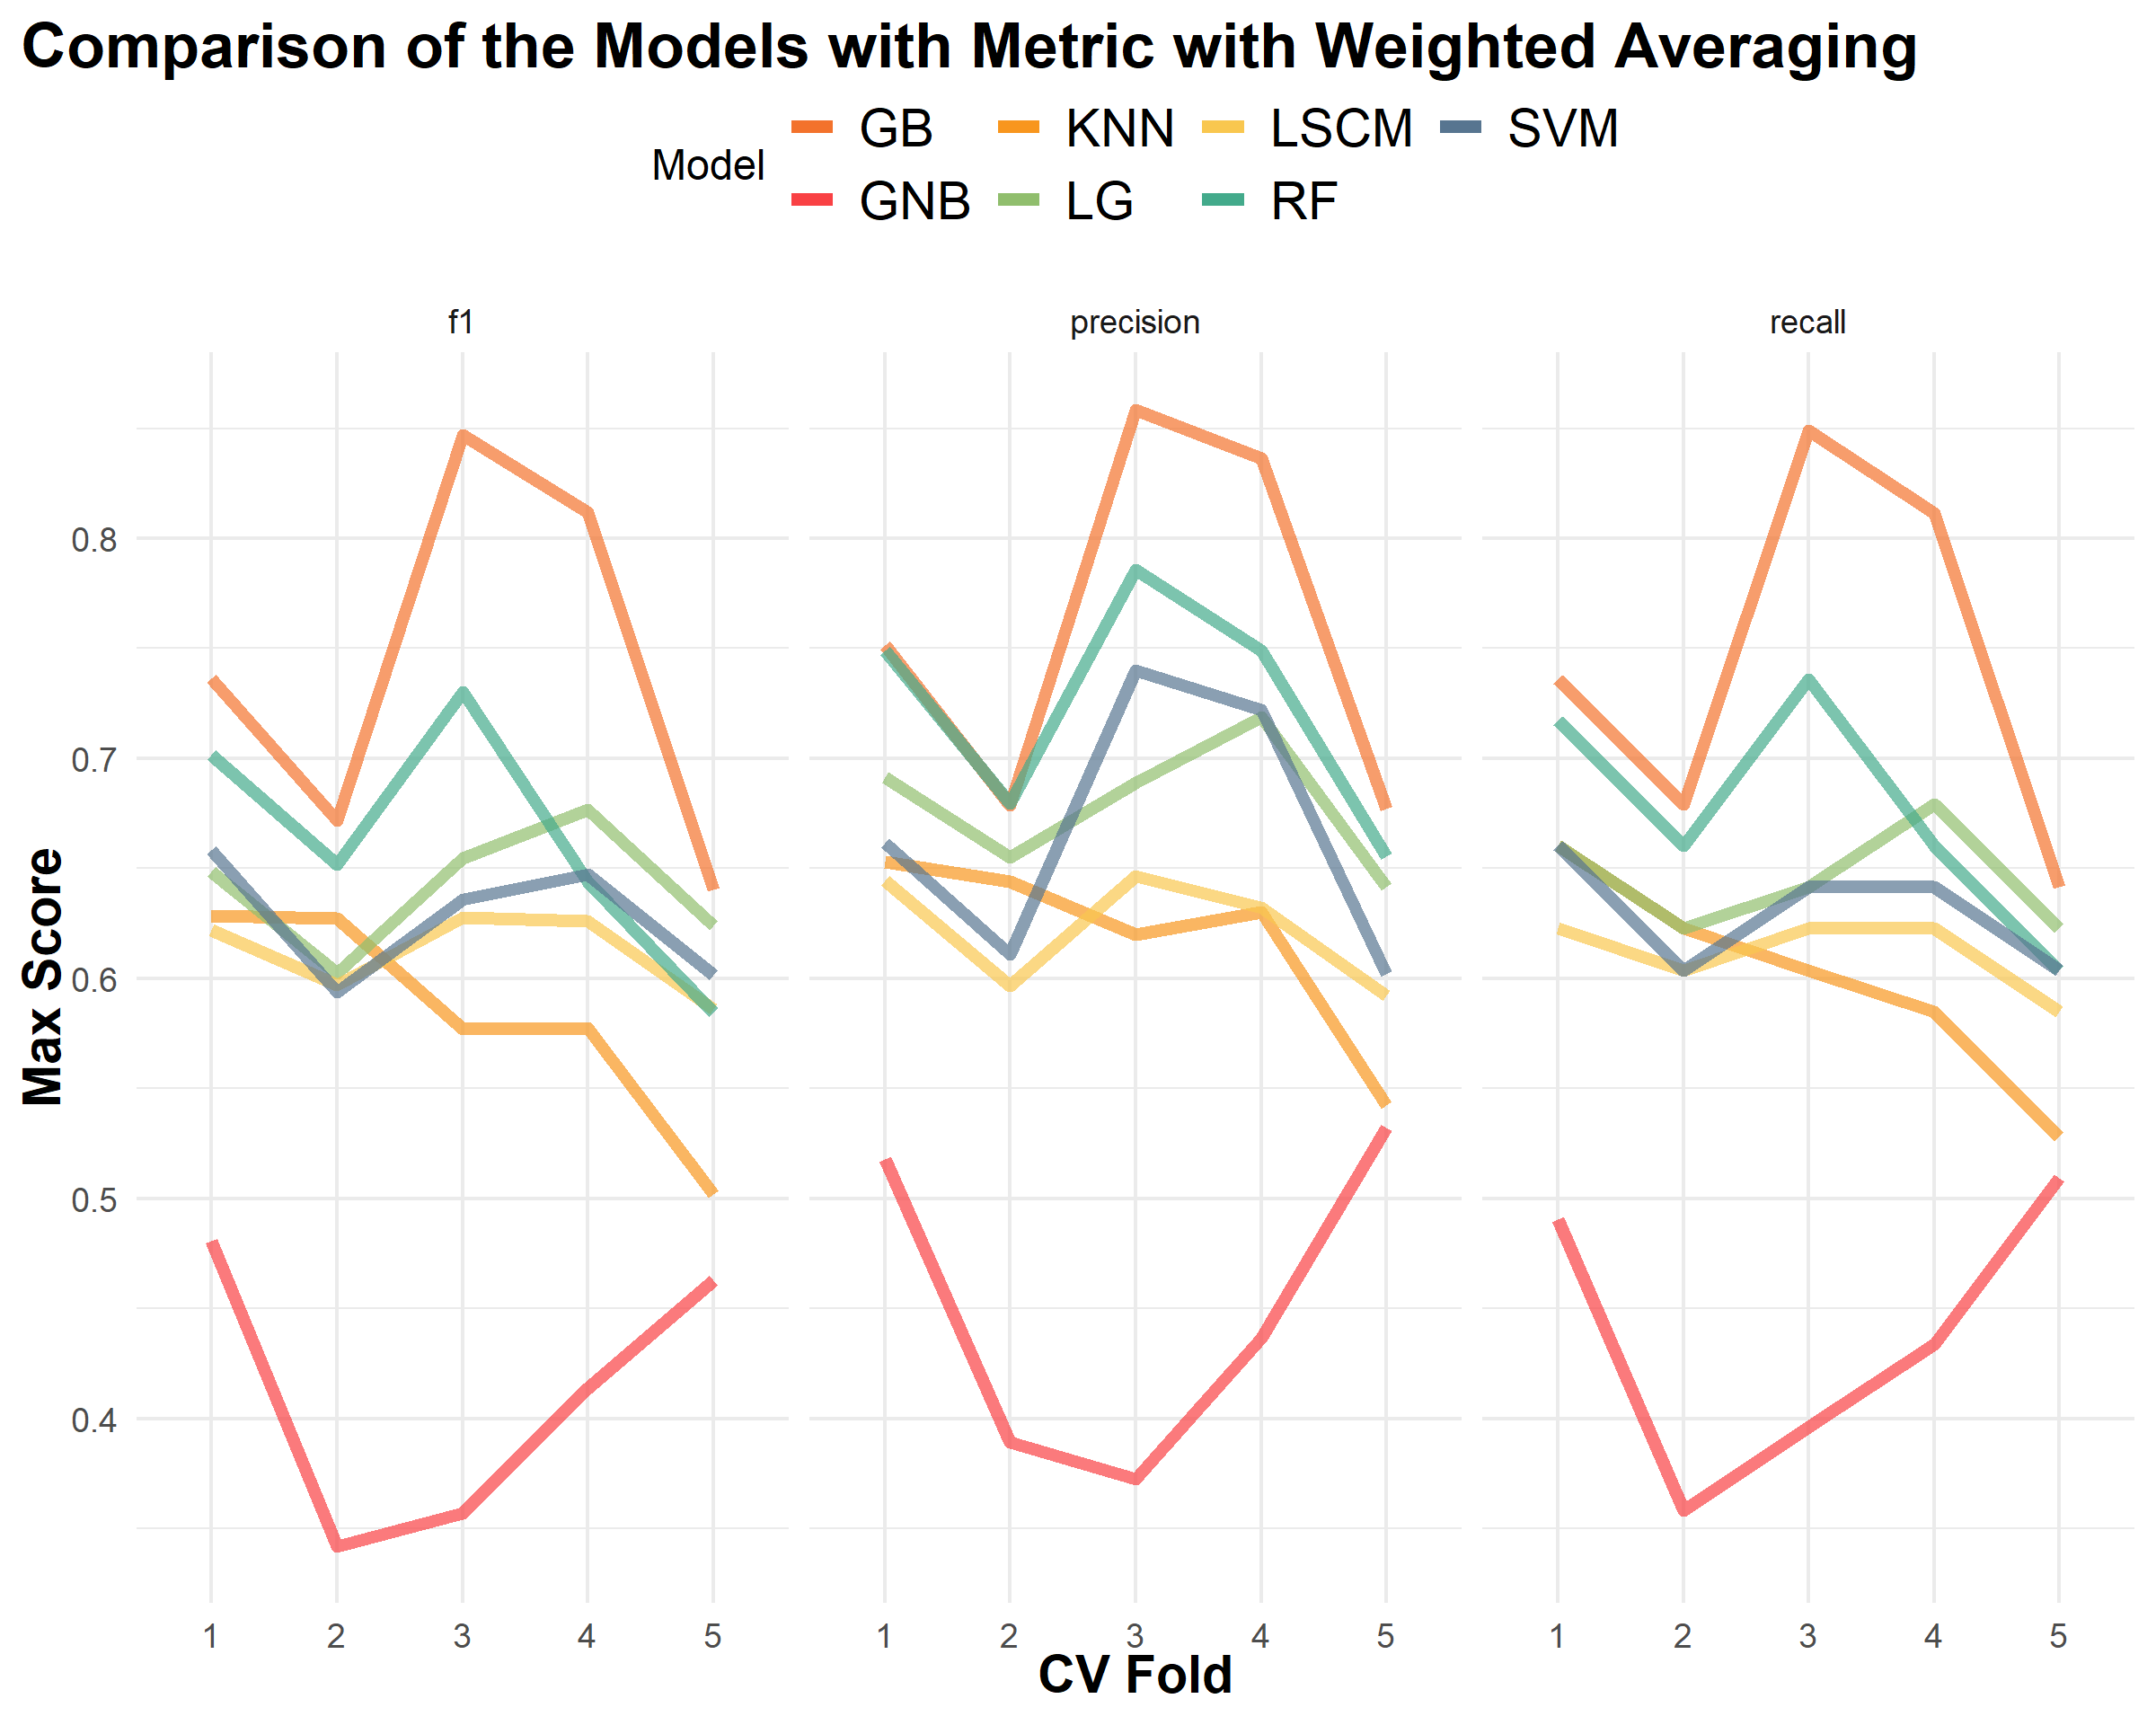 Comparison of the Models with Metric with Weighted Averaging
Model
GB KNN LSCM SVM
GNB LG RF
f1 precision recall
Max Score
0.8
0.7
0.6
0.5
0.4
1 2 3 4 5 1 2 3 4 5 1 2 3 4 5
CV Fold